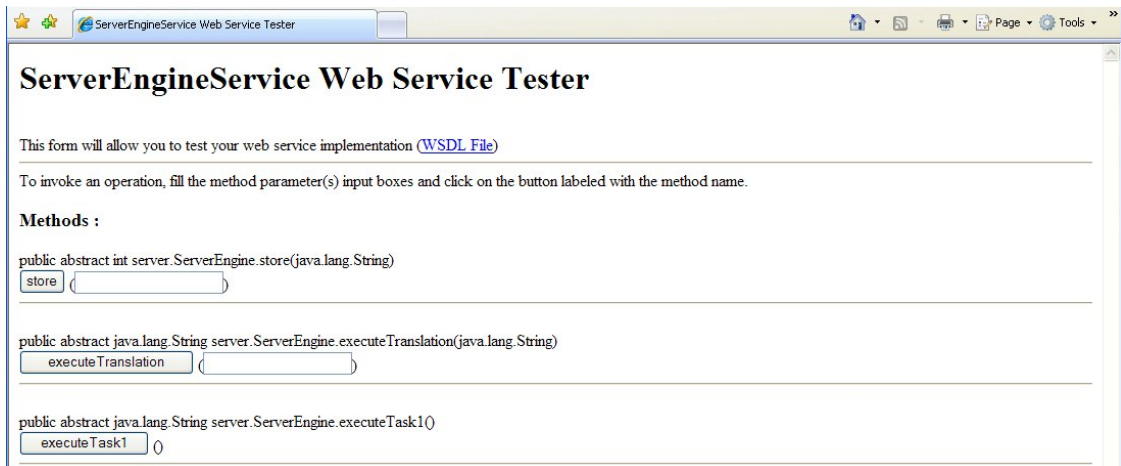 ServerEngineService Web Service Tester
Page
Tools
»
ServerEngineService Web Service Tester
This form will allow you to test your web service implementation (WSDL File)
To invoke an operation, fill the method parameter(s) input boxes and click on the button labeled with the method name.
Methods :
public abstract int server.ServerEngine.store(java.lang.String)
store ( )
public abstract java.lang.String server.ServerEngine.executeTranslation(java.lang.String)
executeTranslation ( )
public abstract java.lang.String server.ServerEngine.executeTask1()
executeTask1 ()